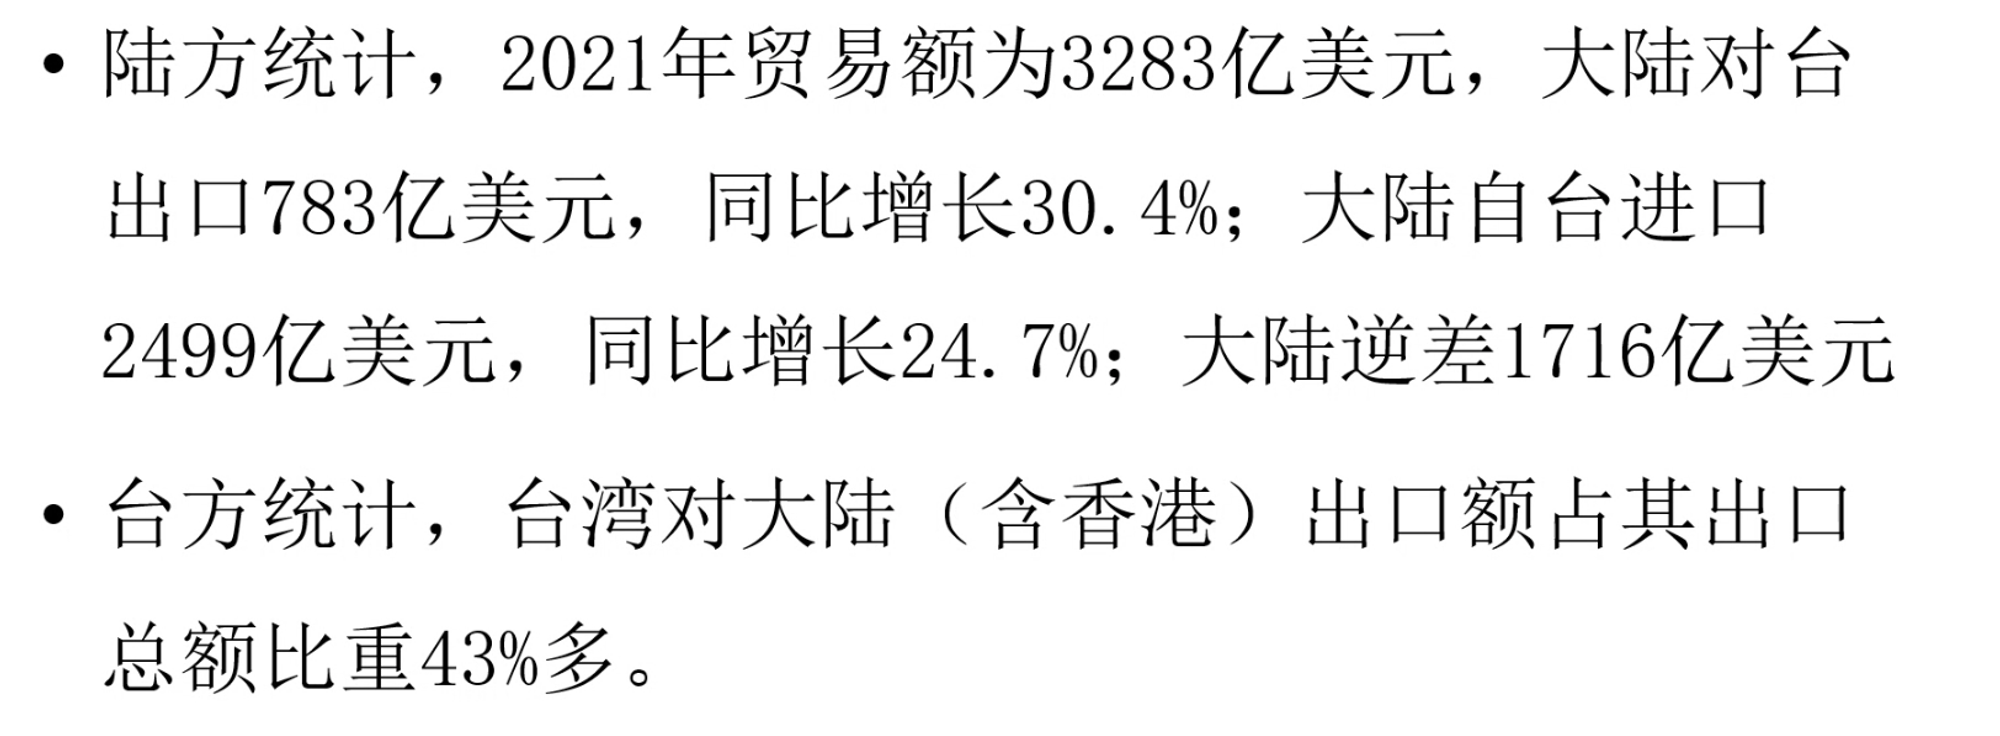 • 陆方统计，2021年贸易额为3283亿美元，大陆对台
出口783亿美元，同比增长30.4%；大陆自台进口
2499亿美元，同比增长24.7%；大陆逆差1716亿美元
• 台方统计，台湾对大陆（含香港）出口额占其出口
总额比重43%多。